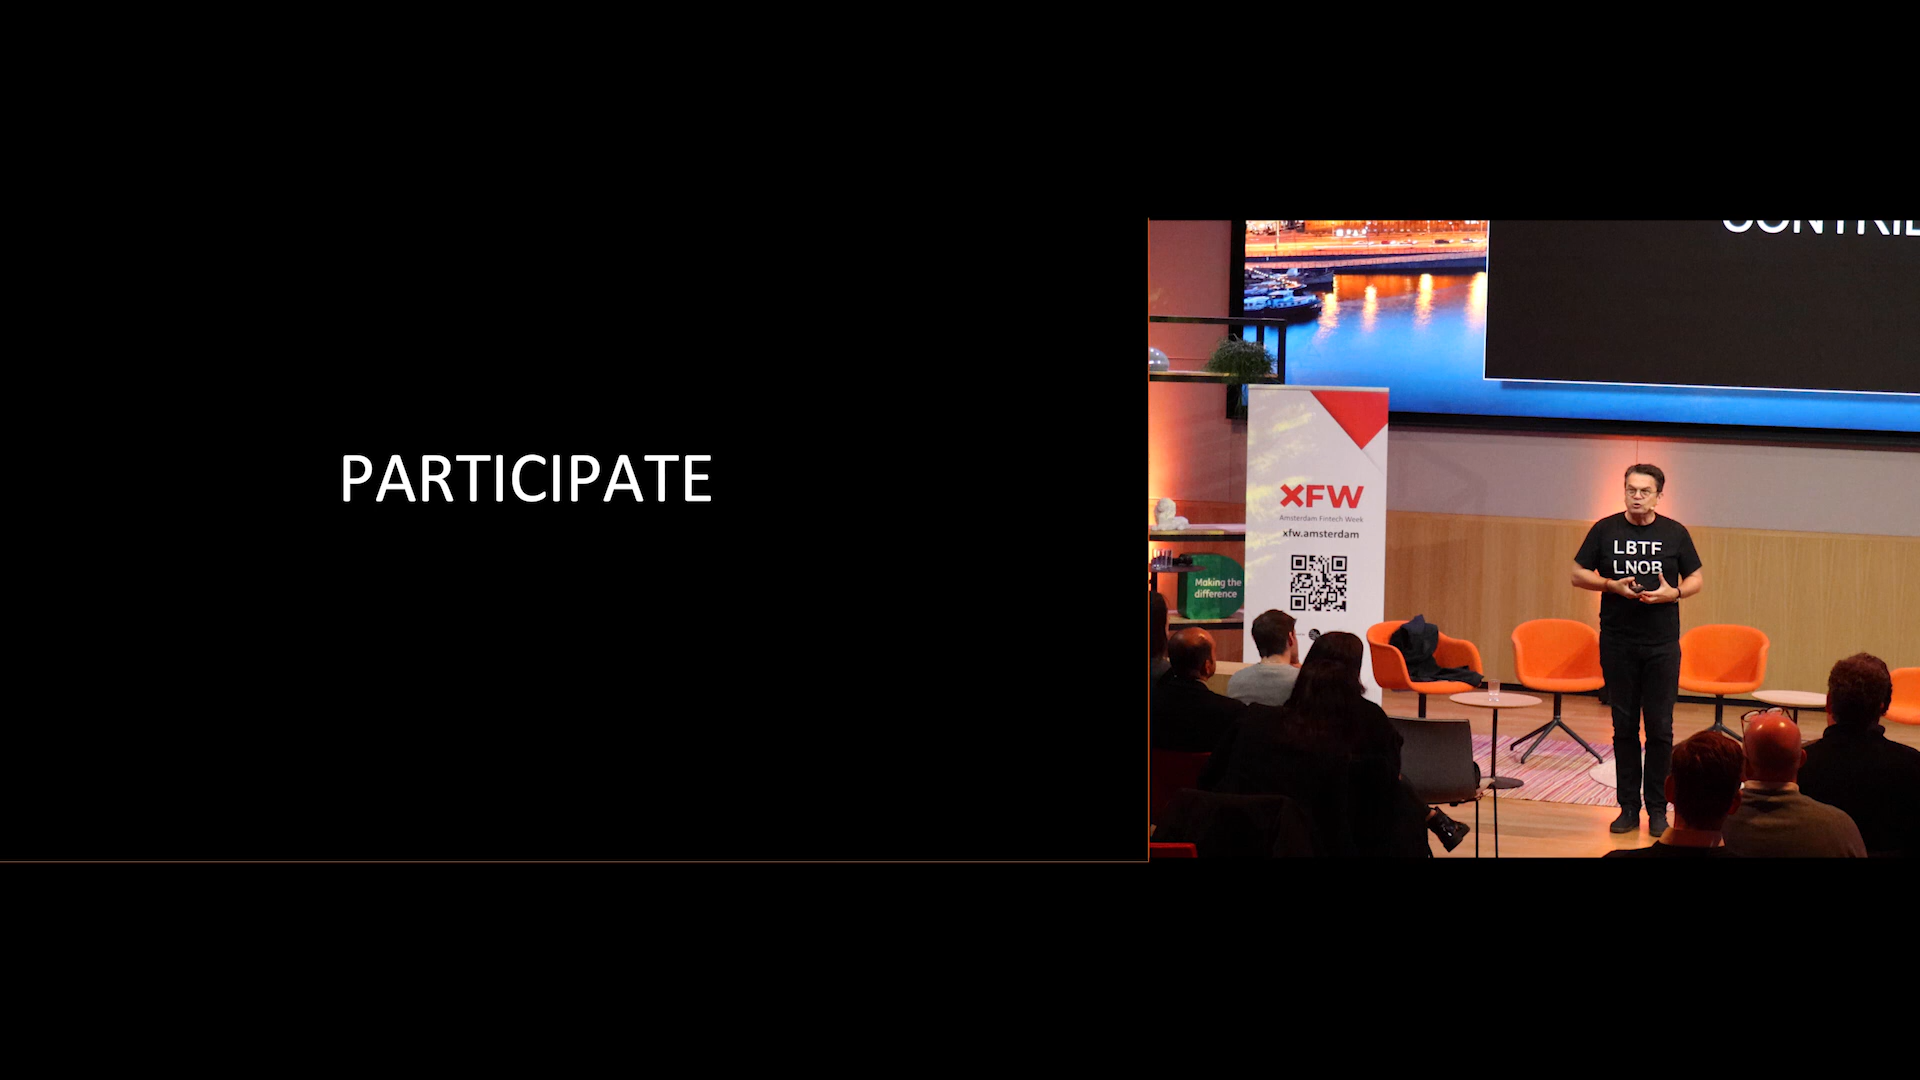 PARTICIPATE
XFW
Amsterdam Fintech Week
xfw.amsterdam
Making the
difference
LBTF
LNOB